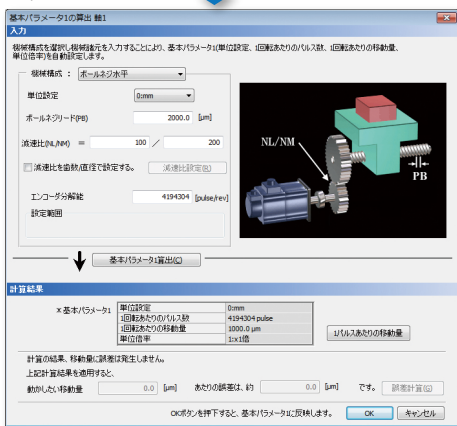 基本パラメータ1の算出 軸1
入力
機械構成を選択し機械諸元を入力することにより、基本パラメータ1(単位設定、1回転あたりのパルス数、1回転あたりの移動量、
単位倍率)を自動設定します。
機械構成 : ボールネジ水平
単位設定 0:mm
ボールネジリード(PB) 2000.0 [μm]
減速比(NL/NM) = 100 / 200
減速比を歯数/直径で設定する。 減速比設定(R)
エンコーダ分解能 4194304 [pulse/rev]
設定範囲
NL/NM
PB
基本パラメータ1算出(C)
計算結果
×基本パラメータ1
単位設定 0:mm
1回転あたりのパルス数 4194304 pulse
1回転あたりの移動量 1000.0 μm
単位倍率 1:×1倍
1パルスあたりの移動量
計算の結果、移動量に誤差は発生しません。
上記計算結果を適用すると、
動かしたい移動量 0.0 [μm] あたりの誤差は、約 0.0 [μm] です。 誤差計算(G)
OKボタンを押下すると、基本パラメータ1に反映します。 OK キャンセル